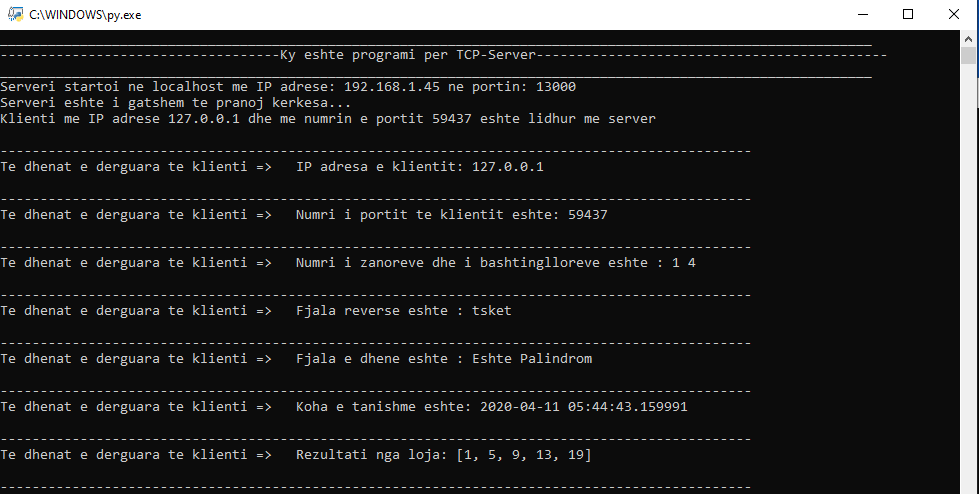 C:\WINDOWS\py.exe
-----------------------------------Ky eshte programi per TCP-Server--------------------------------------------
Serveri startoi ne localhost me IP adrese: 192.168.1.45 ne portin: 13000
Serveri eshte i gatshem te pranoj kerkesa...
Klienti me IP adrese 127.0.0.1 dhe me numrin e portit 59437 eshte lidhur me server
----------------------------------------------------------------------------------------------
Te dhenat e derguara te klienti =>   IP adresa e klientit: 127.0.0.1
----------------------------------------------------------------------------------------------
Te dhenat e derguara te klienti =>   Numri i portit te klientit eshte: 59437
----------------------------------------------------------------------------------------------
Te dhenat e derguara te klienti =>   Numri i zanoreve dhe i bashtinglloreve eshte : 1 4
----------------------------------------------------------------------------------------------
Te dhenat e derguara te klienti =>   Fjala reverse eshte : tsket
----------------------------------------------------------------------------------------------
Te dhenat e derguara te klienti =>   Fjala e dhene eshte : Eshte Palindrom
----------------------------------------------------------------------------------------------
Te dhenat e derguara te klienti =>   Koha e tanishme eshte: 2020-04-11 05:44:43.159991
----------------------------------------------------------------------------------------------
Te dhenat e derguara te klienti =>   Rezultati nga loja: [1, 5, 9, 13, 19]
----------------------------------------------------------------------------------------------